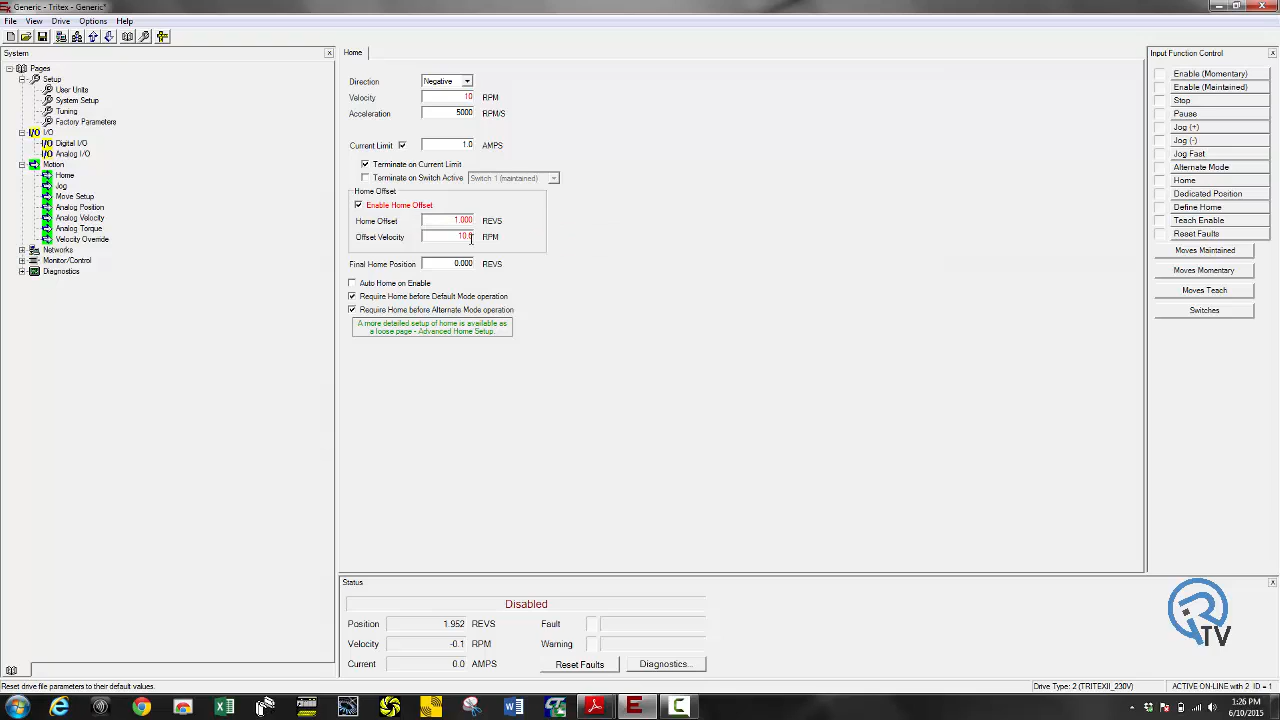 Generic - Tritex - Generic*
File View Drive Options Help
System
Pages
Setup
User Units
System Setup
Tuning
Factory Parameters
I/O I/O
I/O Digital I/O
I/O Analog I/O
Motion
Home
Jog
Move Setup
Analog Position
Analog Velocity
Analog Torque
Velocity Override
Networks
Monitor/Control
Diagnostics
Home
Direction Negative
Velocity 10 RPM
Acceleration 5000 RPM/S
Current Limit 1.0 AMPS
Terminate on Current Limit
Terminate on Switch Active Switch 1 (maintained)
Home Offset
Enable Home Offset
Home Offset 1.000 REVS
Offset Velocity 10.0 RPM
Final Home Position 0.000 REVS
Auto Home on Enable
Require Home before Default Mode operation
Require Home before Alternate Mode operation
A more detailed setup of home is available as
a loose page - Advanced Home Setup.
Input Function Control
Enable (Momentary)
Enable (Maintained)
Stop
Pause
Jog (+)
Jog (-)
Jog Fast
Alternate Mode
Home
Dedicated Position
Define Home
Teach Enable
Reset Faults
Moves Maintained
Moves Momentary
Moves Teach
Switches
Status
Disabled
Position 1.952 REVS Fault
Velocity -0.1 RPM Warning
Current 0.0 AMPS Reset Faults Diagnostics...
TV
Reset drive file parameters to their default values.
Drive Type: 2 (TRITEXII_230V) ACTIVE ON-LINE with 2 ID = 1
1:26 PM
6/10/2015